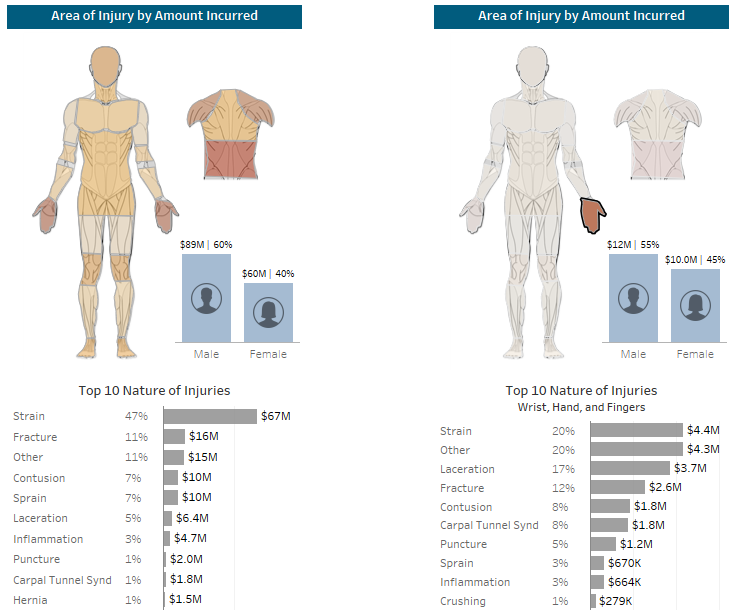 Area of Injury by Amount Incurred
$89M | 60%
$60M | 40%
Male
Female
Top 10 Nature of Injuries
Strain 47% $67M
Fracture 11% $16M
Other 11% $15M
Contusion 7% $10M
Sprain 7% $10M
Laceration 5% $6.4M
Inflammation 3% $4.7M
Puncture 1% $2.0M
Carpal Tunnel Synd 1% $1.8M
Hernia 1% $1.5M
Area of Injury by Amount Incurred
$12M | 55%
$10.0M | 45%
Male
Female
Top 10 Nature of Injuries
Wrist, Hand, and Fingers
Strain 20% $4.4M
Other 20% $4.3M
Laceration 17% $3.7M
Fracture 12% $2.6M
Contusion 8% $1.8M
Carpal Tunnel Synd 8% $1.8M
Puncture 5% $1.2M
Sprain 3% $670K
Inflammation 3% $664K
Crushing 1% $279K